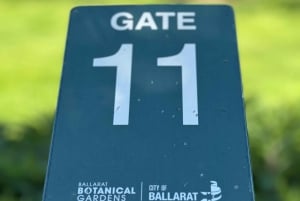 GATE
11
BALLARAT
BOTANICAL
GARDENS
CITY OF
BALLARAT